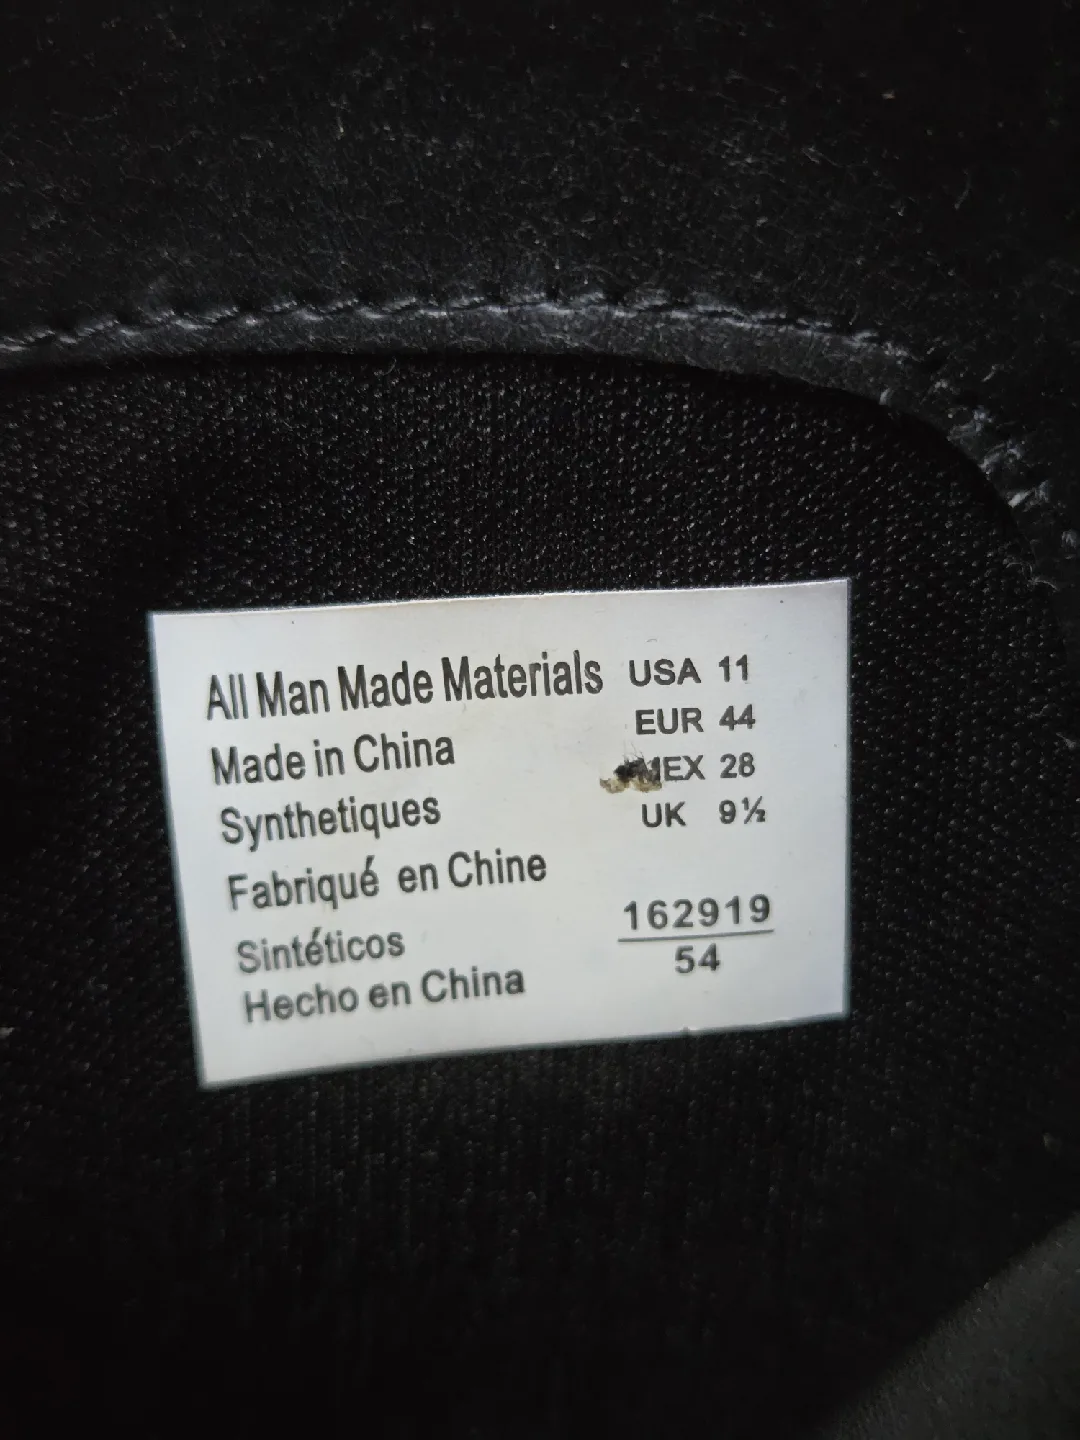 All Man Made Materials
Made in China
Synthetiques
Fabriqué en Chine
Sintéticos
Hecho en China
USA 11
EUR 44
MEX 28
UK 9½
162919
54